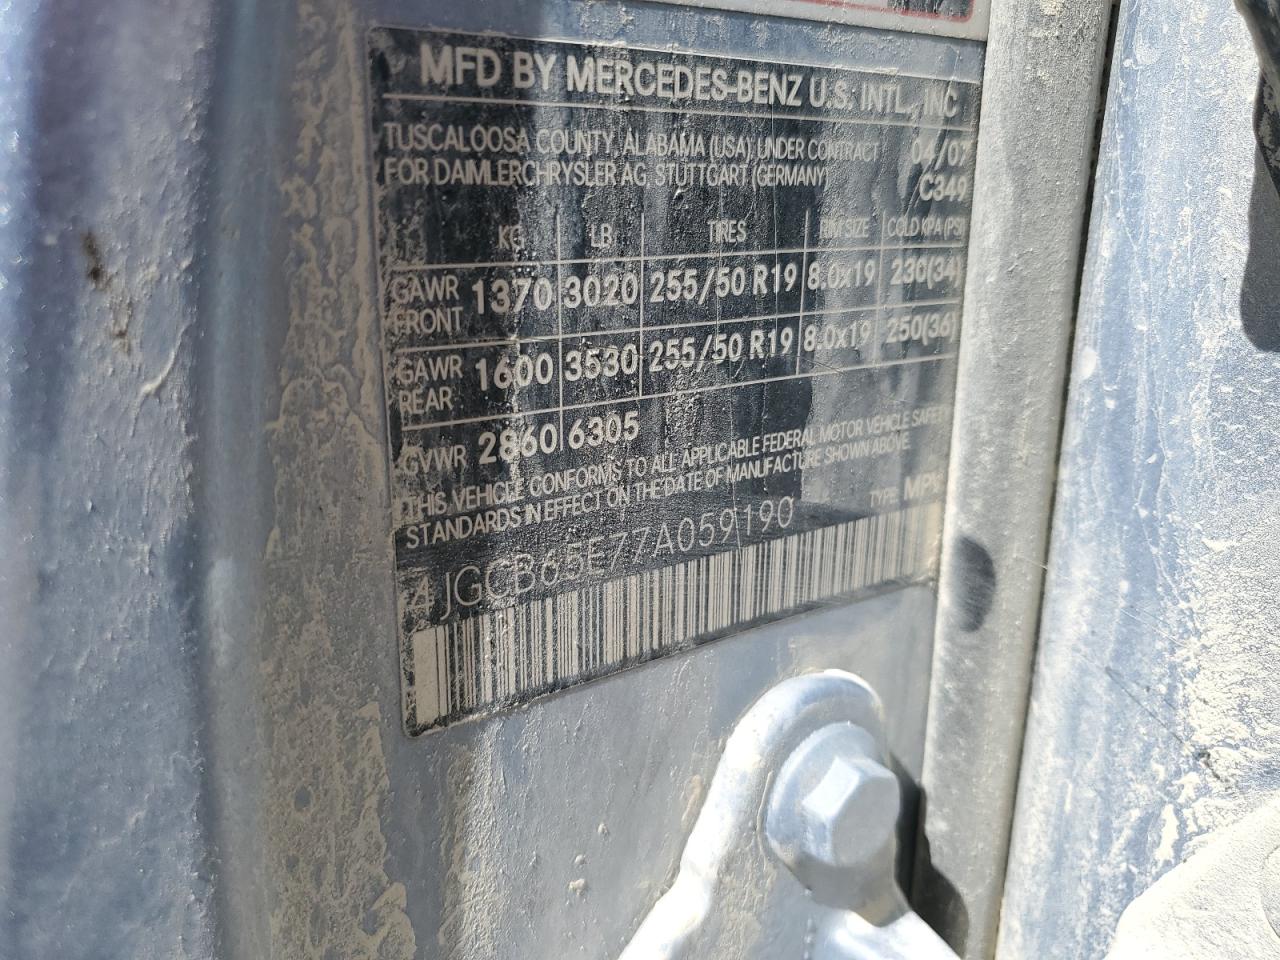 MFD BY MERCEDES-BENZ U.S. INTL., INC
TUSCALOOSA COUNTY, ALABAMA (USA) UNDER CONTRACT 04/07
FOR DAIMLERCHRYSLER AG, STUTTGART (GERMANY) C349
KG LB TIRES RIM SIZE COLD KPA (PSI)
GAWR FRONT 1370 3020 255/50 R19 8.0x19 230(34)
GAWR REAR 1600 3530 255/50 R19 8.0x19 250(36)
GVWR 2860 6305
THIS VEHICLE CONFORMS TO ALL APPLICABLE FEDERAL MOTOR VEHICLE SAFETY
STANDARDS IN EFFECT ON THE DATE OF MANUFACTURE SHOWN ABOVE.
TYPE: MPV
4JGCB65E77A059190